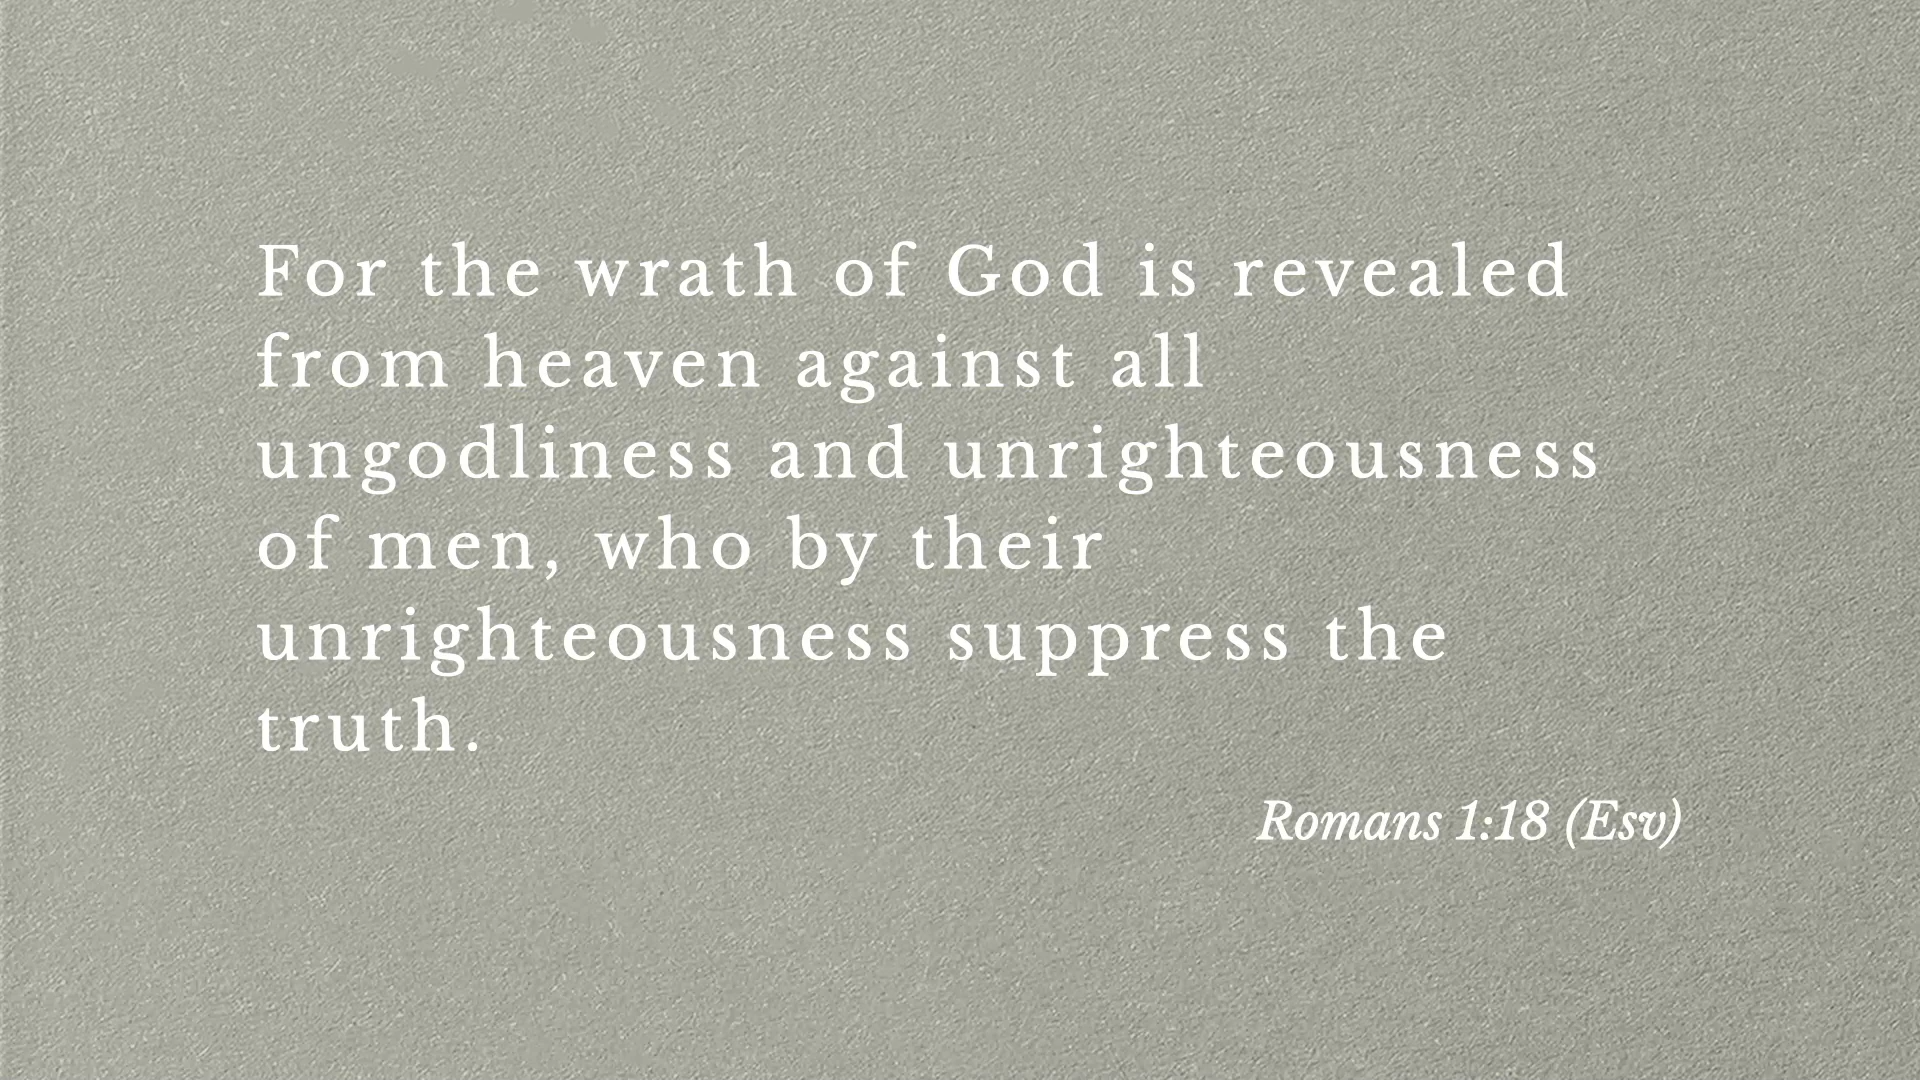 For the wrath of God is revealed
from heaven against all
ungodliness and unrighteousness
of men, who by their
unrighteousness suppress the
truth.
Romans 1:18 (Esv)